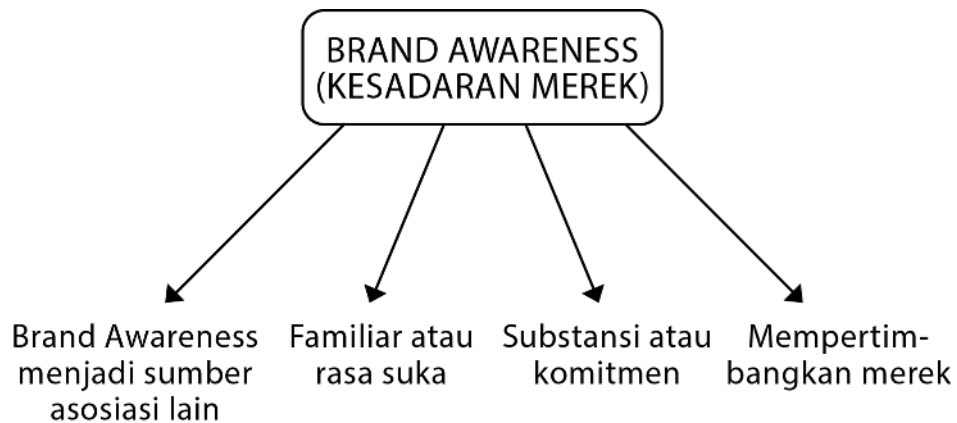 BRAND AWARENESS
(KESADARAN MEREK)
Brand Awareness
menjadi sumber
asosiasi lain
Familiar atau
rasa suka
Substansi atau
komitmen
Mempertim-
bangkan merek